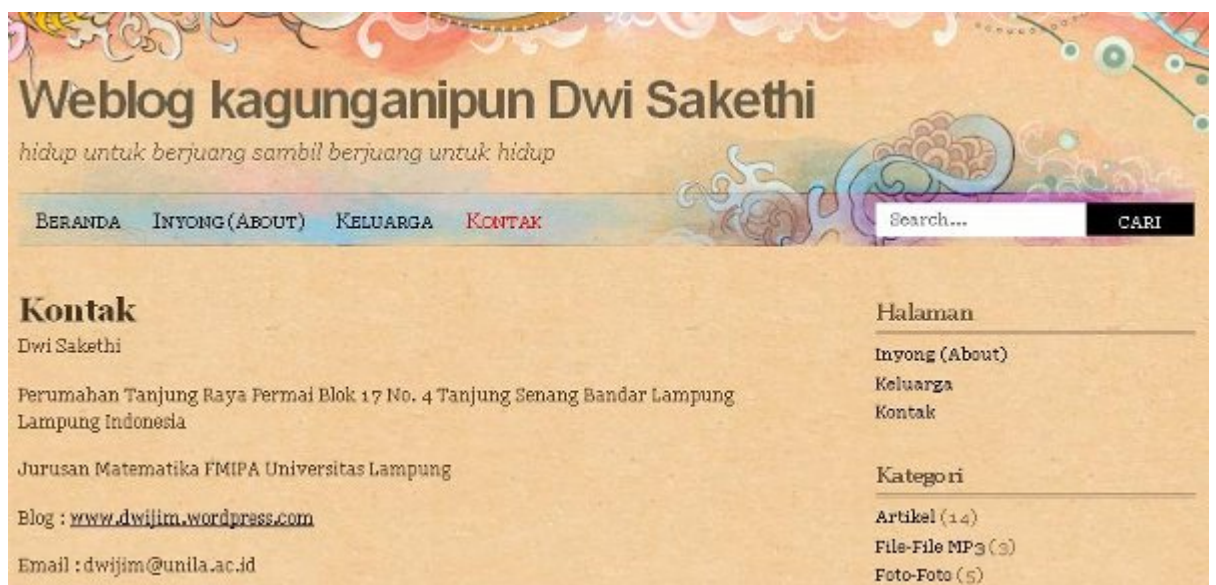 Weblog kagunganipun Dwi Sakethi
hidup untuk berjuang sambil berjuang untuk hidup
Beranda Inyong (About) Keluarga Kontak
Search... CARI
Kontak
Dwi Sakethi
Perumahan Tanjung Raya Permai Blok 17 No. 4 Tanjung Senang Bandar Lampung
Lampung Indonesia
Jurusan Matematika FMIPA Universitas Lampung
Blog : www.dwijim.wordpress.com
Email : dwijim@unila.ac.id
Halaman
Inyong (About)
Keluarga
Kontak
Kategori
Artikel (14)
File-File MP3 (3)
Foto-Foto (5)